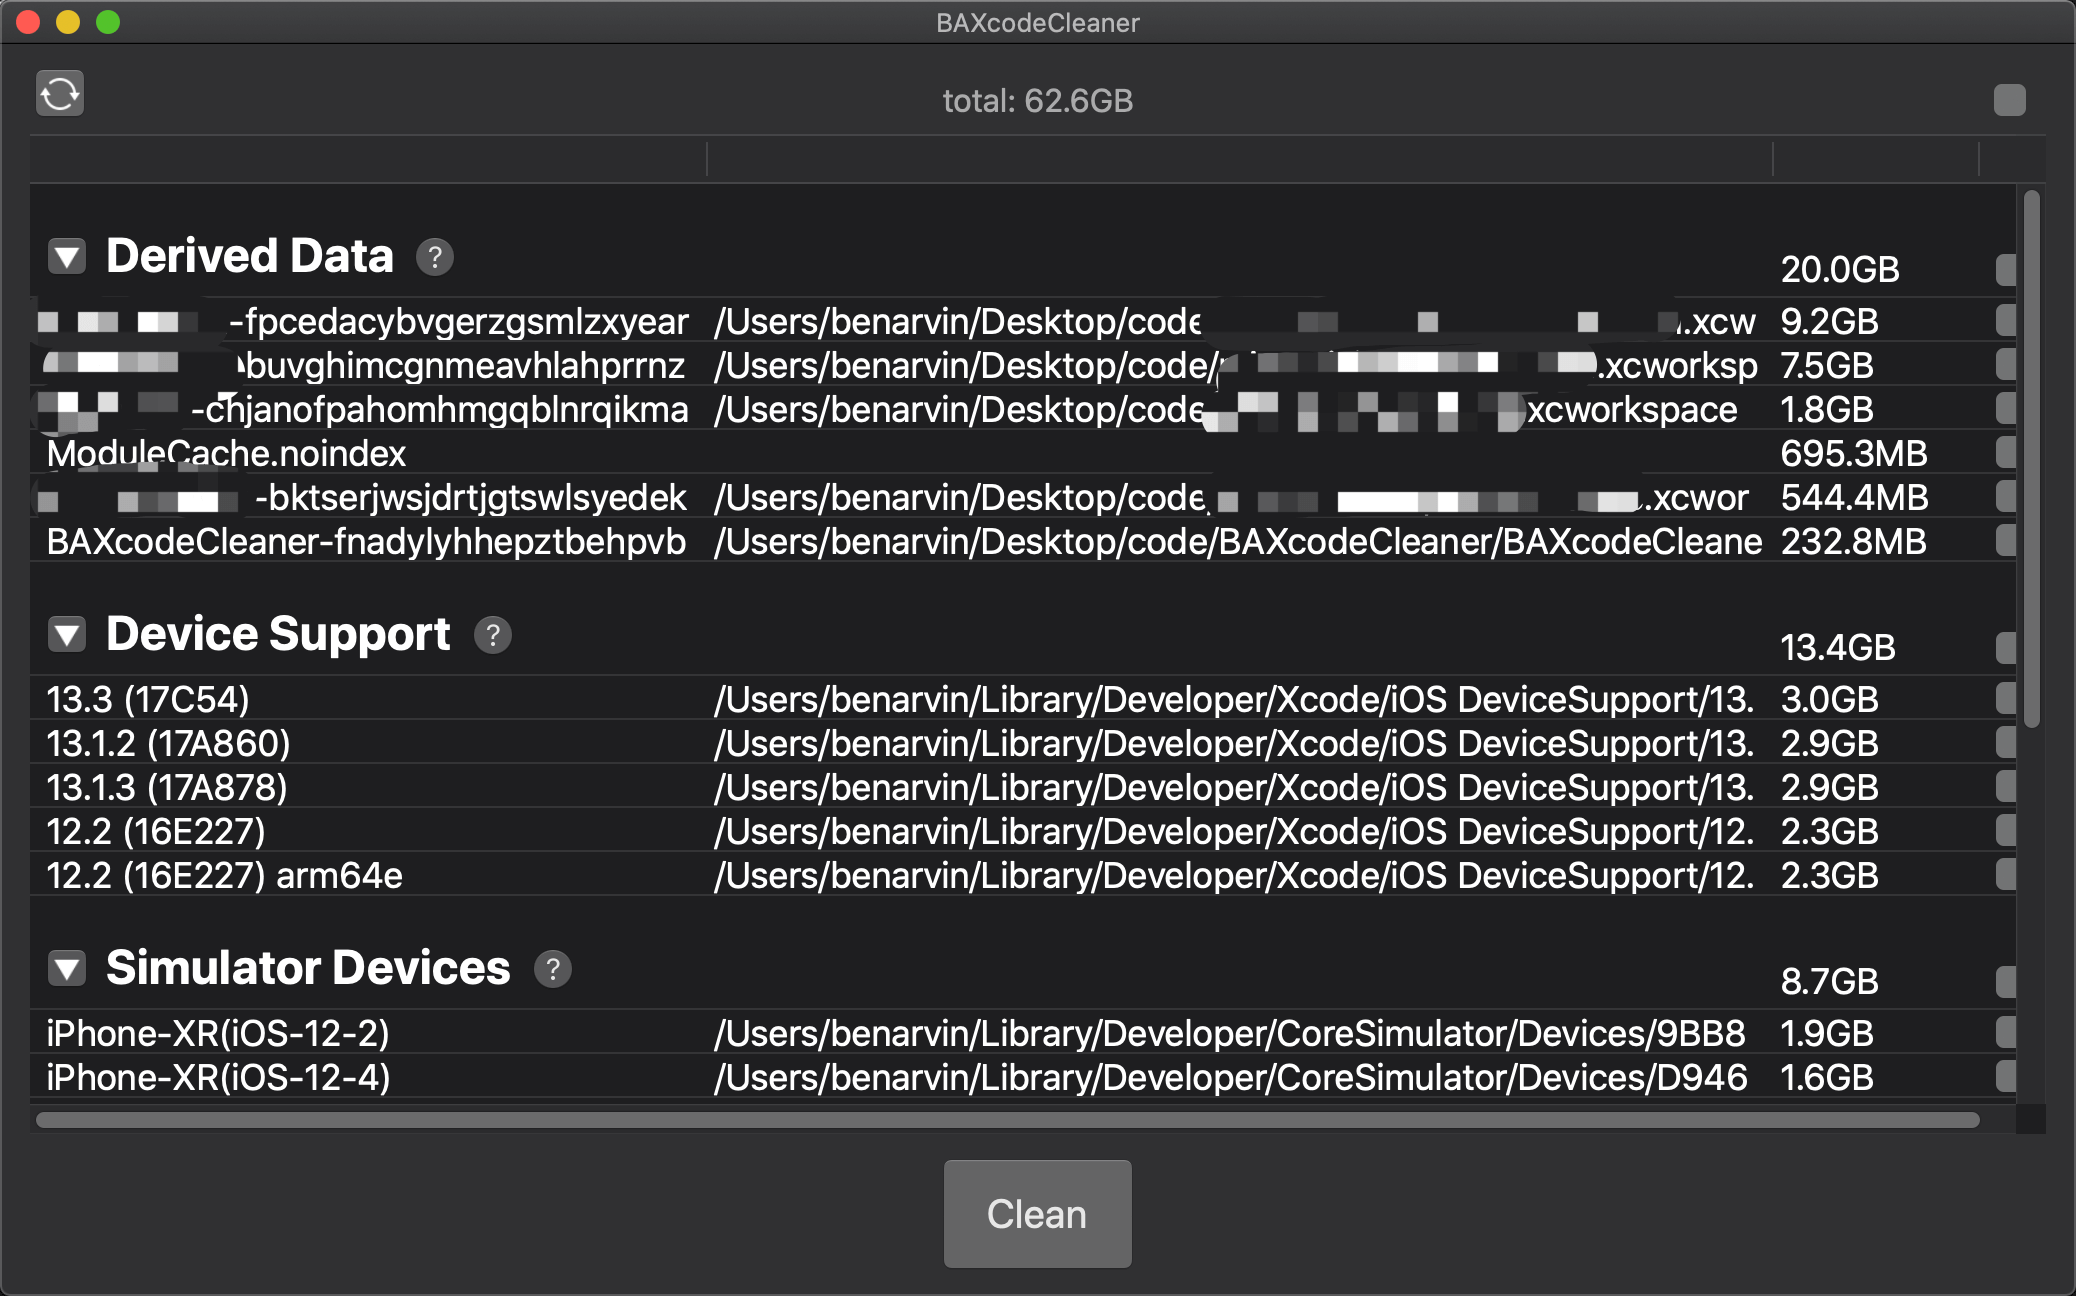 BAXcodeCleaner
total: 62.6GB
Derived Data ? 20.0GB
-fpcedacybvgerzgsmlzxyear /Users/benarvin/Desktop/code .xcw 9.2GB
buvghimcgnmeavhlahprrnz /Users/benarvin/Desktop/code/ .xcworksp 7.5GB
-chjanofpahomhmgqblnrqikma /Users/benarvin/Desktop/code xcworkspace 1.8GB
ModuleCache.noindex 695.3MB
-bktserjwsjdrtjgtswlsyedek /Users/benarvin/Desktop/code .xcwor 544.4MB
BAXcodeCleaner-fnadylyhhepztbehpvb /Users/benarvin/Desktop/code/BAXcodeCleaner/BAXcodeCleane 232.8MB
Device Support ? 13.4GB
13.3 (17C54) /Users/benarvin/Library/Developer/Xcode/iOS DeviceSupport/13. 3.0GB
13.1.2 (17A860) /Users/benarvin/Library/Developer/Xcode/iOS DeviceSupport/13. 2.9GB
13.1.3 (17A878) /Users/benarvin/Library/Developer/Xcode/iOS DeviceSupport/13. 2.9GB
12.2 (16E227) /Users/benarvin/Library/Developer/Xcode/iOS DeviceSupport/12. 2.3GB
12.2 (16E227) arm64e /Users/benarvin/Library/Developer/Xcode/iOS DeviceSupport/12. 2.3GB
Simulator Devices ? 8.7GB
iPhone-XR(iOS-12-2) /Users/benarvin/Library/Developer/CoreSimulator/Devices/9BB8 1.9GB
iPhone-XR(iOS-12-4) /Users/benarvin/Library/Developer/CoreSimulator/Devices/D946 1.6GB
Clean